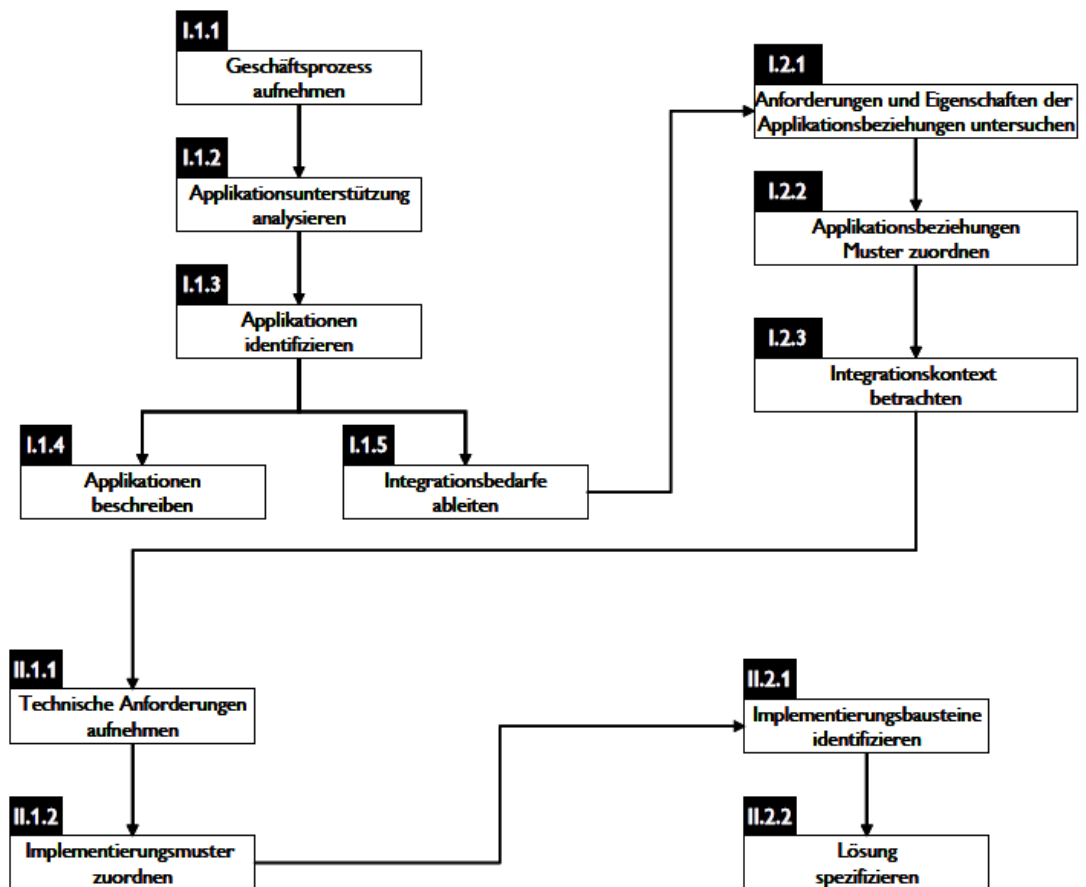 I.1.1
Geschäftsprozess
aufnehmen
I.1.2
Applikationsunterstützung
analysieren
I.1.3
Applikationen
identifizieren
I.1.4
Applikationen
beschreiben
I.1.5
Integrationsbedarfe
ableiten
I.2.1
Anforderungen und Eigenschaften der
Applikationsbeziehungen untersuchen
I.2.2
Applikationsbeziehungen
Muster zuordnen
I.2.3
Integrationskontext
betrachten
II.1.1
Technische Anforderungen
aufnehmen
II.1.2
Implementierungsmuster
zuordnen
II.2.1
Implementierungsbausteine
identifizieren
II.2.2
Lösung
spezifizieren